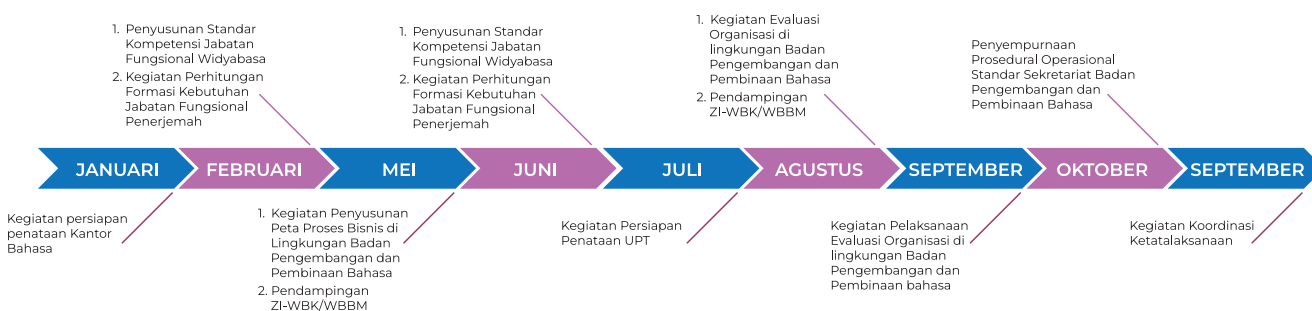 1. Penyusunan Standar
Kompetensi Jabatan
Fungsional Widyabasa
2. Kegiatan Perhitungan
Formasi Kebutuhan
Jabatan Fungsional
Penerjemah
1. Penyusunan Standar
Kompetensi Jabatan
Fungsional Widyabasa
2. Kegiatan Perhitungan
Formasi Kebutuhan
Jabatan Fungsional
Penerjemah
1. Kegiatan Evaluasi
Organisasi di
lingkungan Badan
Pengembangan dan
Pembinaan Bahasa
2. Pendampingan
ZI-WBK/WBBM
Penyempurnaan
Prosedural Operasional
Standar Sekretariat Badan
Pengembangan dan
Pembinaan Bahasa
JANUARI
FEBRUARI
MEI
JUNI
JULI
AGUSTUS
SEPTEMBER
OKTOBER
SEPTEMBER
Kegiatan persiapan
penataan Kantor
Bahasa
1. Kegiatan Penyusunan
Peta Proses Bisnis di
Lingkungan Badan
Pengembangan dan
Pembinaan Bahasa
2. Pendampingan
ZI-WBK/WBBM
Kegiatan Persiapan
Penataan UPT
Kegiatan Pelaksanaan
Evaluasi Organisasi di
lingkungan Badan
Pengembangan dan
Pembinaan bahasa
Kegiatan Koordinasi
Ketatalaksanaan